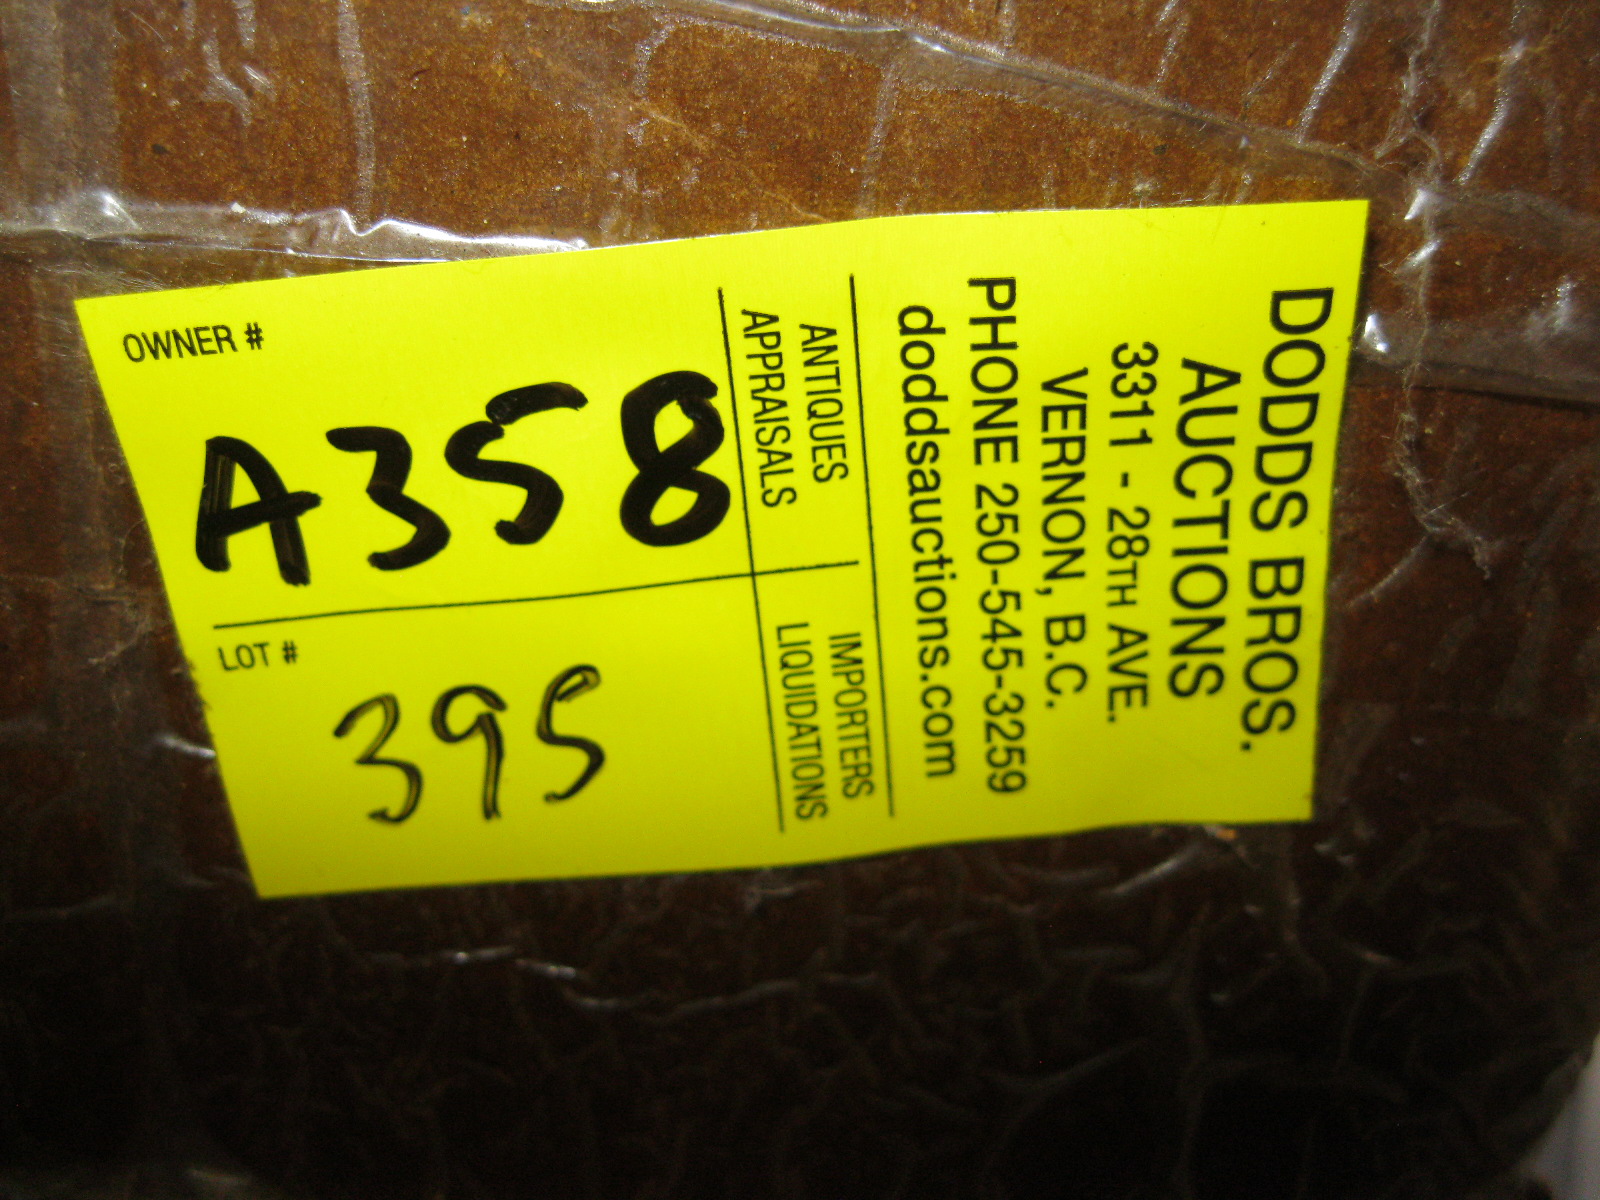 DODDS BROS.
AUCTIONS
3311 - 28TH AVE.
VERNON, B.C.
PHONE 250-545-3259
doddsauctions.com
ANTIQUES
APPRAISALS
IMPORTERS
LIQUIDATIONS
OWNER #
A358
LOT #
395